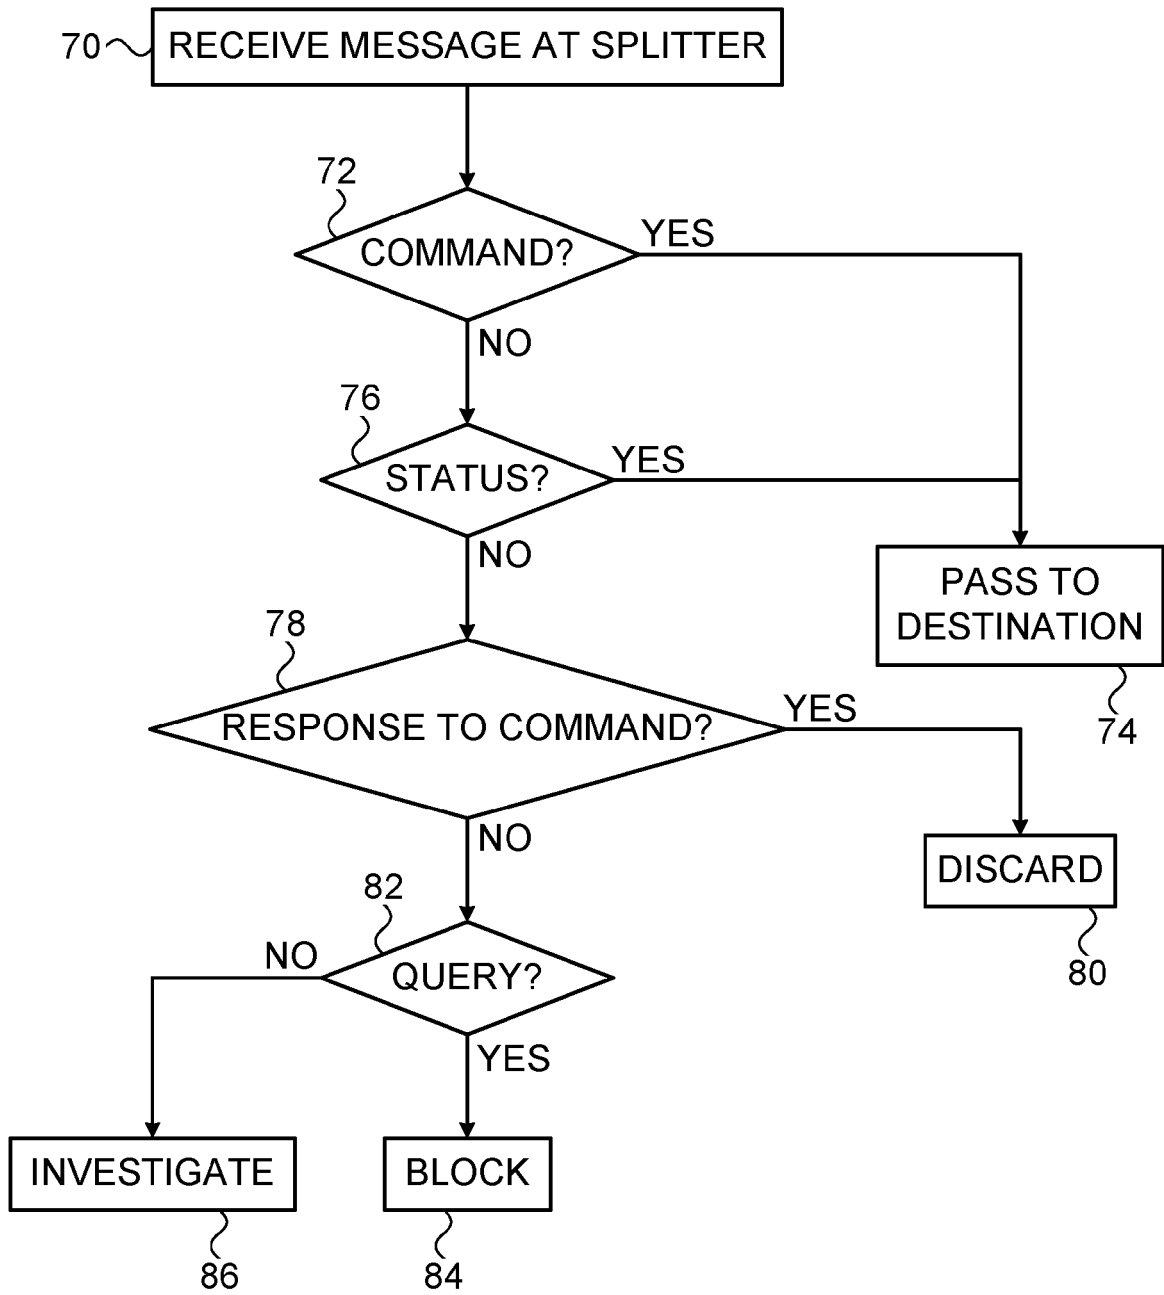 70
RECEIVE MESSAGE AT SPLITTER
72
COMMAND?
YES
NO
76
STATUS?
YES
NO
PASS TO
DESTINATION
74
78
RESPONSE TO COMMAND?
YES
NO
DISCARD
80
82
QUERY?
NO
YES
INVESTIGATE
86
BLOCK
84